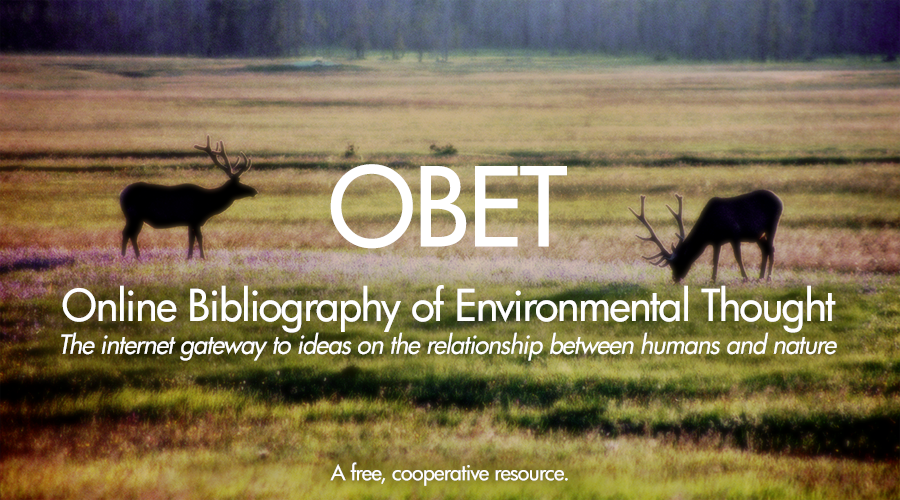 OBET
Online Bibliography of Environmental Thought
The internet gateway to ideas on the relationship between humans and nature
A free, cooperative resource.